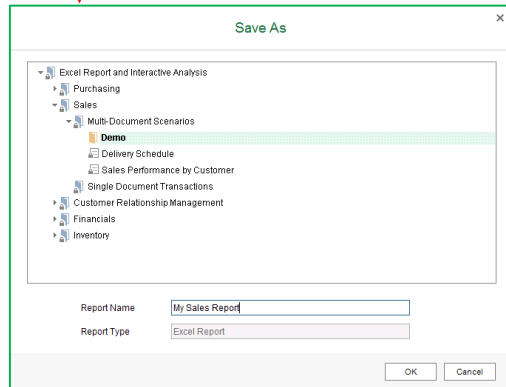 Save As
Excel Report and Interactive Analysis
Purchasing
Sales
Multi-Document Scenarios
Demo
Delivery Schedule
Sales Performance by Customer
Single Document Transactions
Customer Relationship Management
Financials
Inventory
Report Name My Sales Report
Report Type Excel Report
OK Cancel